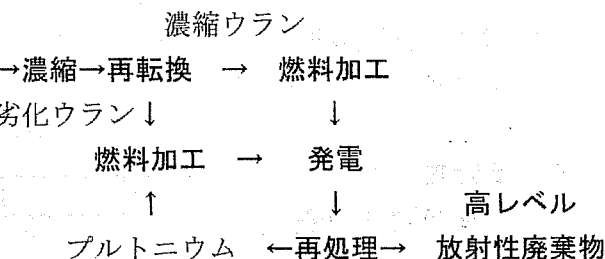 濃縮ウラン
→濃縮→再転換 → 燃料加工
劣化ウラン↓ ↓
燃料加工 → 発電
↑ ↓ 高レベル
プルトニウム ←再処理→ 放射性廃棄物